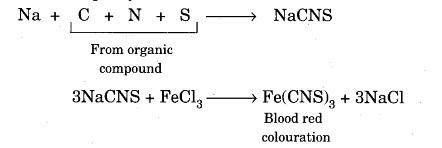 Na + C + N + S ⟶ NaCNS
From organic
compound
3NaCNS + FeCl₃ ⟶ Fe(CNS)₃ + 3NaCl
Blood red
colouration